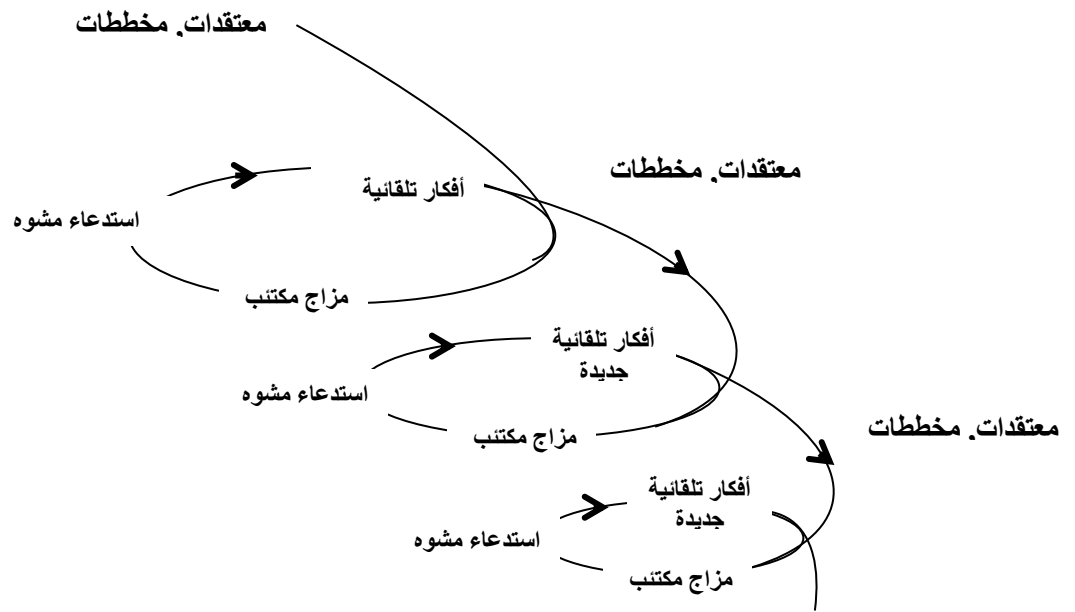 معتقدات, مخططات
معتقدات, مخططات
أفكار تلقائية
استدعاء مشوه
مزاج مكتئب
أفكار تلقائية
جديدة
استدعاء مشوه
معتقدات, مخططات
مزاج مكتئب
أفكار تلقائية
جديدة
استدعاء مشوه
مزاج مكتئب